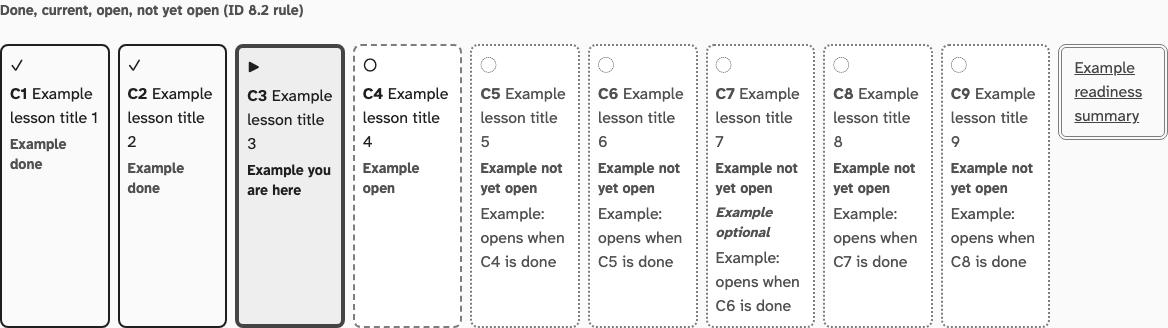 Done, current, open, not yet open (ID 8.2 rule)
✓
C1 Example
lesson title 1
Example
done
✓
C2 Example
lesson title
2
Example
done
▶
C3 Example
lesson title
3
Example you
are here
C4 Example
lesson title
4
Example
open
C5 Example
lesson title
5
Example not
yet open
Example:
opens when
C4 is done
C6 Example
lesson title
6
Example not
yet open
Example:
opens when
C5 is done
C7 Example
lesson title
7
Example not
yet open
Example
optional
Example:
opens when
C6 is done
C8 Example
lesson title
8
Example not
yet open
Example:
opens when
C7 is done
C9 Example
lesson title
9
Example not
yet open
Example:
opens when
C8 is done
Example
readiness
summary